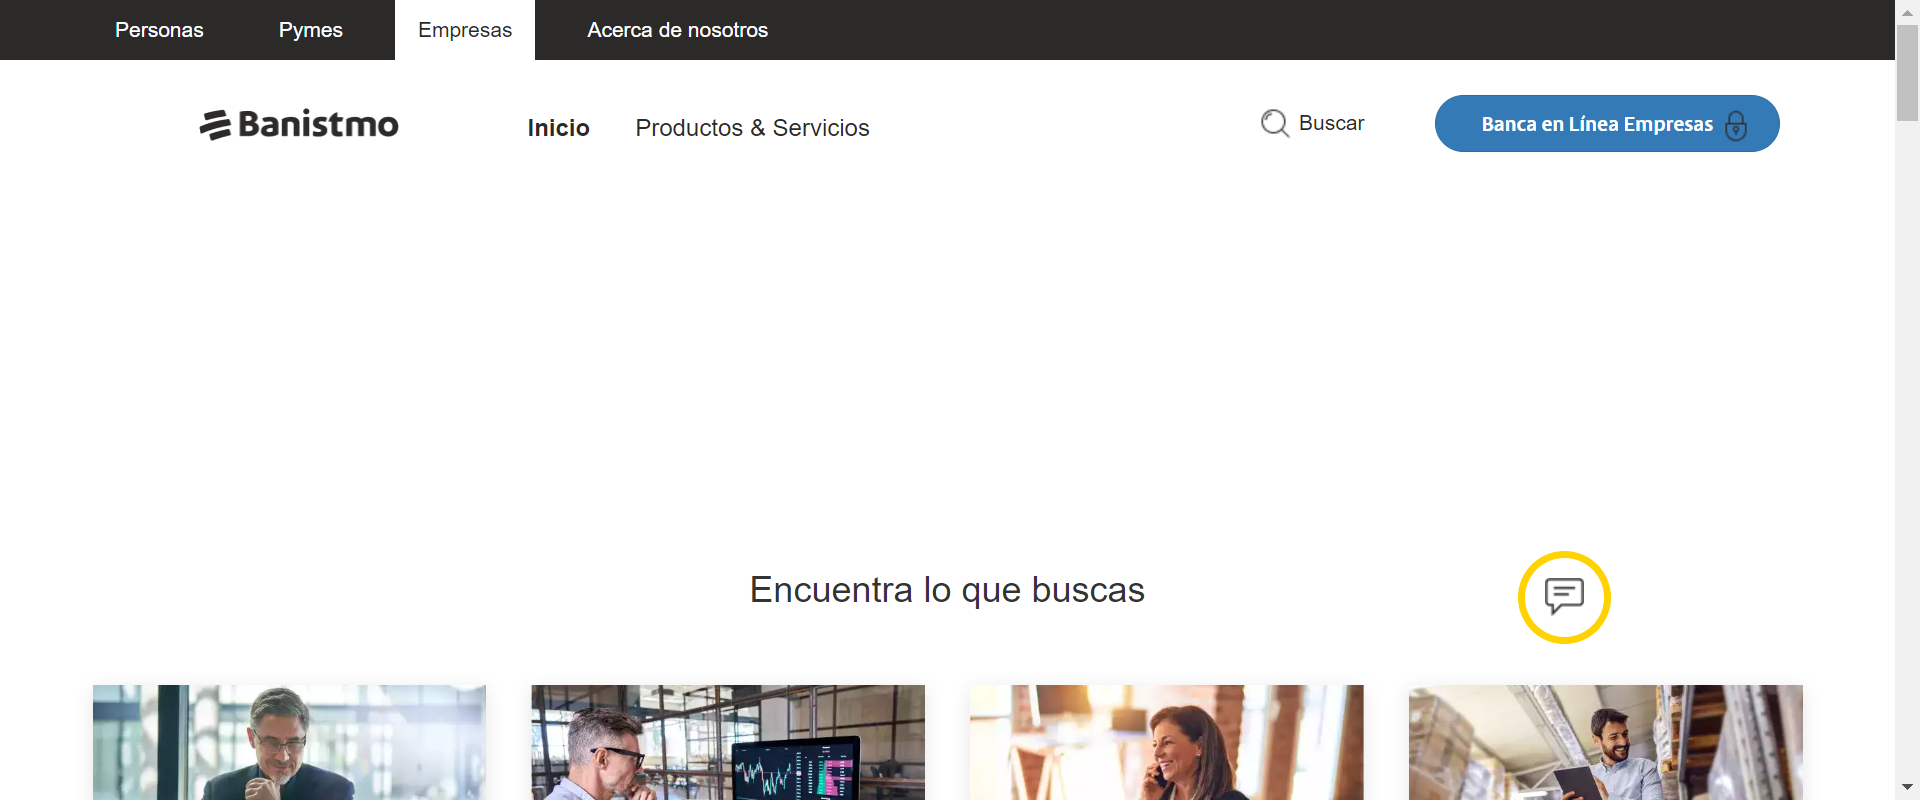 Personas Pymes Empresas Acerca de nosotros
Banistmo Inicio Productos & Servicios Buscar Banca en Línea Empresas
Encuentra lo que buscas